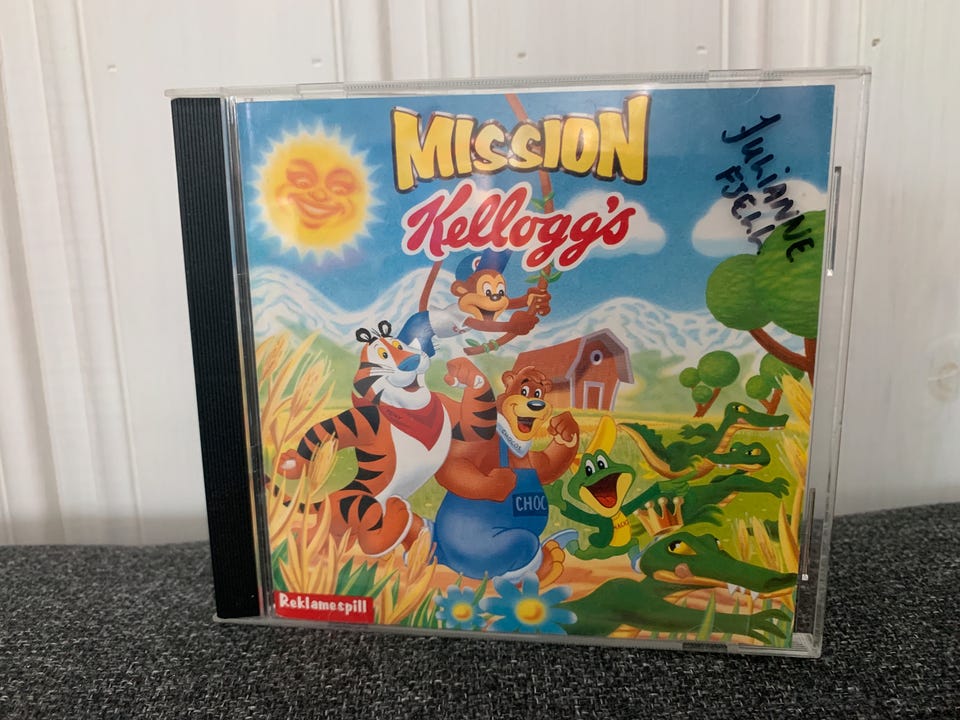 MISSION
Kellogg's
JULIANNE
FJELL
CHOC
Reklamespill